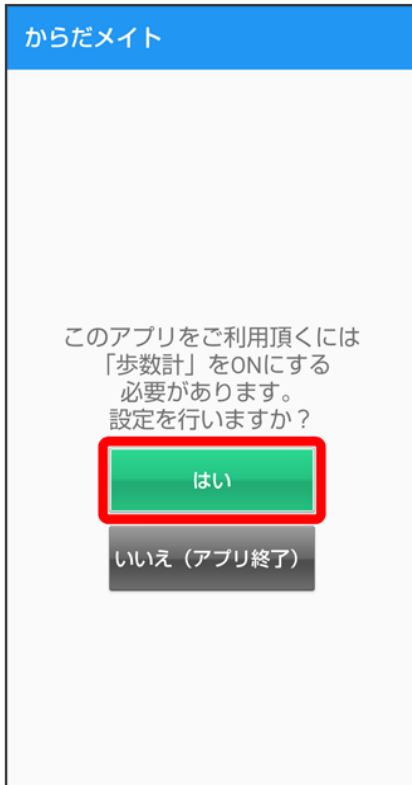 からだメイト
このアプリをご利用頂くには
「歩数計」をONにする
必要があります。
設定を行いますか？
はい
いいえ（アプリ終了）